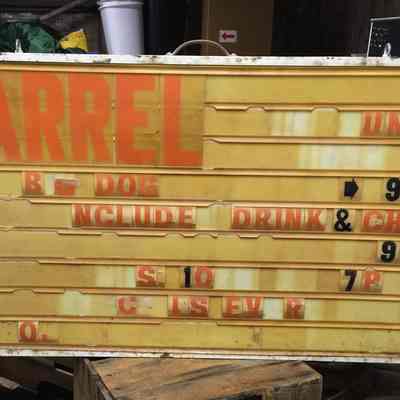 ARREL
UN
B DOG → 9
NCLUDE DRINK & CH
9
S 10 7P
C LS EV R
O.